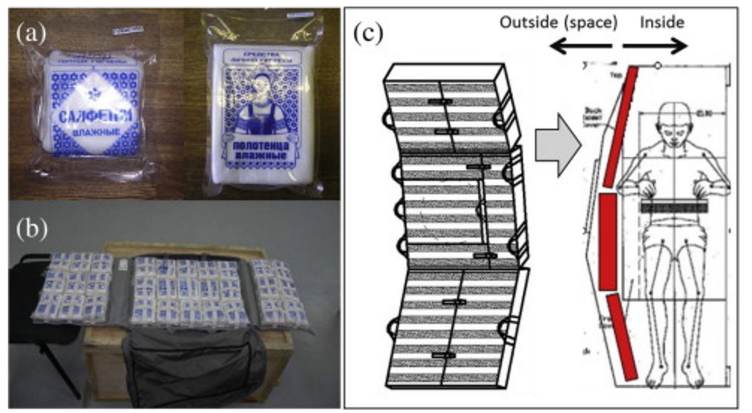 (a)
САЛФЕТКИ
ВЛАЖНЫЕ
СРЕДСТВА
ЛИЧНОЙ ГИГИЕНЫ
ПОЛОТЕНЦА
ВЛАЖНЫЕ
(b)
(c)
Outside (space)
Inside